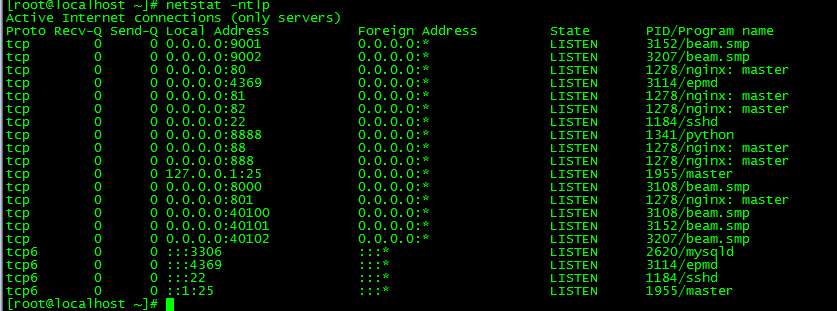 [root@localhost ~]# netstat -ntlp
Active Internet connections (only servers)
Proto Recv-Q Send-Q Local Address           Foreign Address         State       PID/Program name
tcp        0      0 0.0.0.0:9001            0.0.0.0:*               LISTEN      3152/beam.smp
tcp        0      0 0.0.0.0:9002            0.0.0.0:*               LISTEN      3207/beam.smp
tcp        0      0 0.0.0.0:80              0.0.0.0:*               LISTEN      1278/nginx: master
tcp        0      0 0.0.0.0:4369            0.0.0.0:*               LISTEN      3114/epmd
tcp        0      0 0.0.0.0:81              0.0.0.0:*               LISTEN      1278/nginx: master
tcp        0      0 0.0.0.0:82              0.0.0.0:*               LISTEN      1278/nginx: master
tcp        0      0 0.0.0.0:22              0.0.0.0:*               LISTEN      1184/sshd
tcp        0      0 0.0.0.0:8888            0.0.0.0:*               LISTEN      1341/python
tcp        0      0 0.0.0.0:88              0.0.0.0:*               LISTEN      1278/nginx: master
tcp        0      0 0.0.0.0:888             0.0.0.0:*               LISTEN      1278/nginx: master
tcp        0      0 127.0.0.1:25            0.0.0.0:*               LISTEN      1955/master
tcp        0      0 0.0.0.0:8000            0.0.0.0:*               LISTEN      3108/beam.smp
tcp        0      0 0.0.0.0:801             0.0.0.0:*               LISTEN      1278/nginx: master
tcp        0      0 0.0.0.0:40100           0.0.0.0:*               LISTEN      3108/beam.smp
tcp        0      0 0.0.0.0:40101           0.0.0.0:*               LISTEN      3152/beam.smp
tcp        0      0 0.0.0.0:40102           0.0.0.0:*               LISTEN      3207/beam.smp
tcp6       0      0 :::3306                 :::*                    LISTEN      2620/mysqld
tcp6       0      0 :::4369                 :::*                    LISTEN      3114/epmd
tcp6       0      0 :::22                   :::*                    LISTEN      1184/sshd
tcp6       0      0 ::1:25                  :::*                    LISTEN      1955/master
[root@localhost ~]#